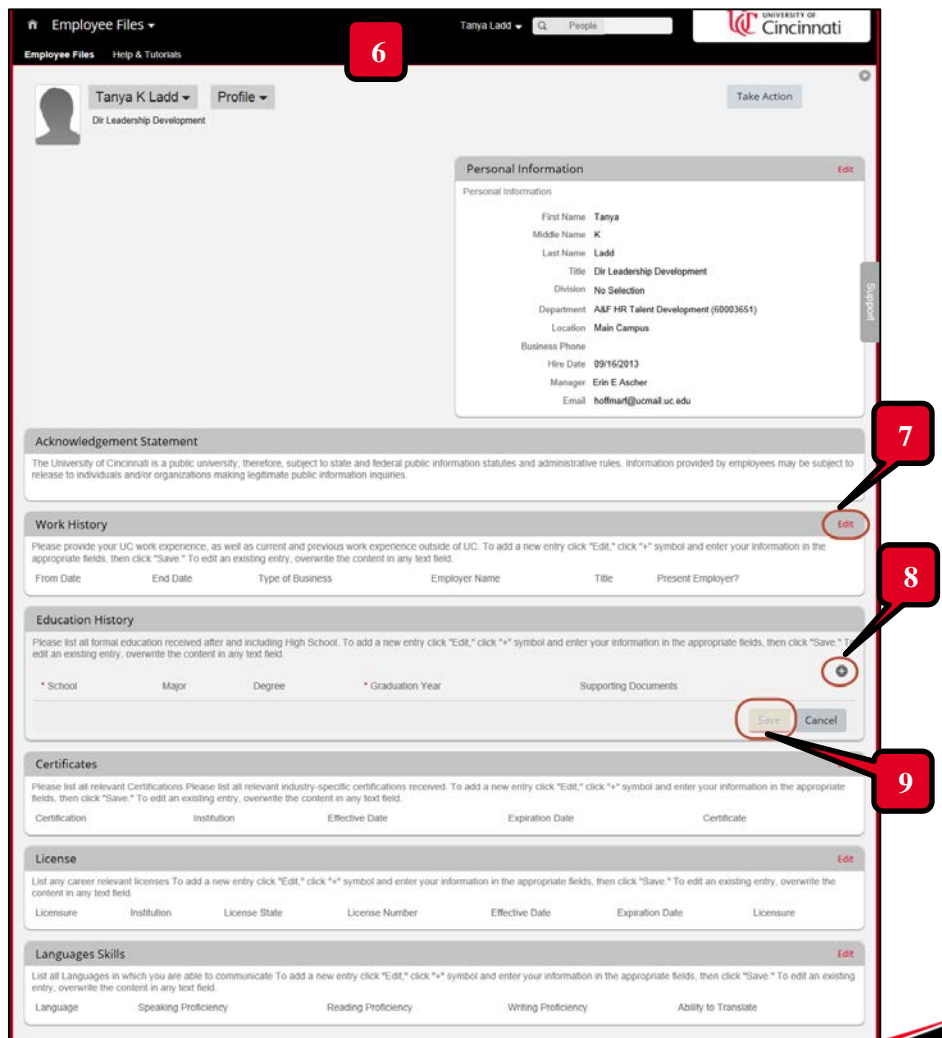 Employee Files
Tanya Ladd
People
UNIVERSITY OF
Cincinnati
Employee Files Help & Tutorials
6
Tanya K Ladd Profile
Take Action
Dir Leadership Development
Personal Information Edit
Personal Information
First Name Tanya
Middle Name K
Last Name Ladd
Title Dir Leadership Development
Division No Selection
Department A&F HR Talent Development (60003651)
Location Main Campus
Business Phone
Hire Date 09/16/2013
Manager Erin E Ascher
Email hoffmarf@ucmail.uc.edu
Support
7
Acknowledgement Statement
The University of Cincinnati is a public university, therefore, subject to state and federal public information statutes and administrative rules. Information provided by employees may be subject to
release to individuals and/or organizations making legitimate public information inquiries.
Work History Edit
Please provide your UC work experience, as well as current and previous work experience outside of UC. To add a new entry click "Edit," click "+" symbol and enter your information in the
appropriate fields, then click "Save." To edit an existing entry, overwrite the content in any text field.
From Date End Date Type of Business Employer Name Title Present Employer?
8
Education History
Please list all formal education received after and including High School. To add a new entry click "Edit," click "+" symbol and enter your information in the appropriate fields, then click "Save." To
edit an existing entry, overwrite the content in any text field.
* School Major Degree * Graduation Year Supporting Documents
Save Cancel
9
Certificates
Please list all relevant Certifications Please list all relevant industry-specific certifications received. To add a new entry click "Edit," click "+" symbol and enter your information in the appropriate
fields, then click "Save." To edit an existing entry, overwrite the content in any text field.
Certification Institution Effective Date Expiration Date Certificate
License Edit
List any career relevant licenses To add a new entry click "Edit," click "+" symbol and enter your information in the appropriate fields, then click "Save." To edit an existing entry, overwrite the
content in any text field.
Licensure Institution License State License Number Effective Date Expiration Date Licensure
Languages Skills Edit
List all Languages in which you are able to communicate To add a new entry click "Edit," click "+" symbol and enter your information in the appropriate fields, then click "Save." To edit an existing
entry, overwrite the content in any text field.
Language Speaking Proficiency Reading Proficiency Writing Proficiency Ability to Translate